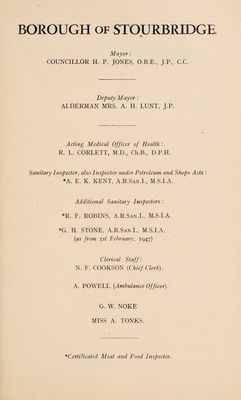 BOROUGH OF STOURBRIDGE.
Mayor:
COUNCILLOR H. P. JONES, O.B.E., J.P., C.C.
Deputy Mayor:
ALDERMAN MRS. A. H. LUNT, J.P.
Acting Medical Officer of Health:
R. L. CORLETT, M.D., Ch.B., D.P.H.
Sanitary Inspector, also Inspector under Petroleum and Shops Acts:
*A. E. K. KENT, A.R.San.I., M.S.I.A.
Additional Sanitary Inspectors:
*R. F. ROBINS, A.R.San.I., M.S.I.A.
*G. H. STONE, A.R.San.I., M.S.I.A.
(as from 1st February, 1947)
Clerical Staff:
N. F. COOKSON (Chief Clerk).
A. POWELL (Ambulance Officer).
G. W. NOKE
MISS A. TONKS.
*Certificated Meat and Food Inspector.